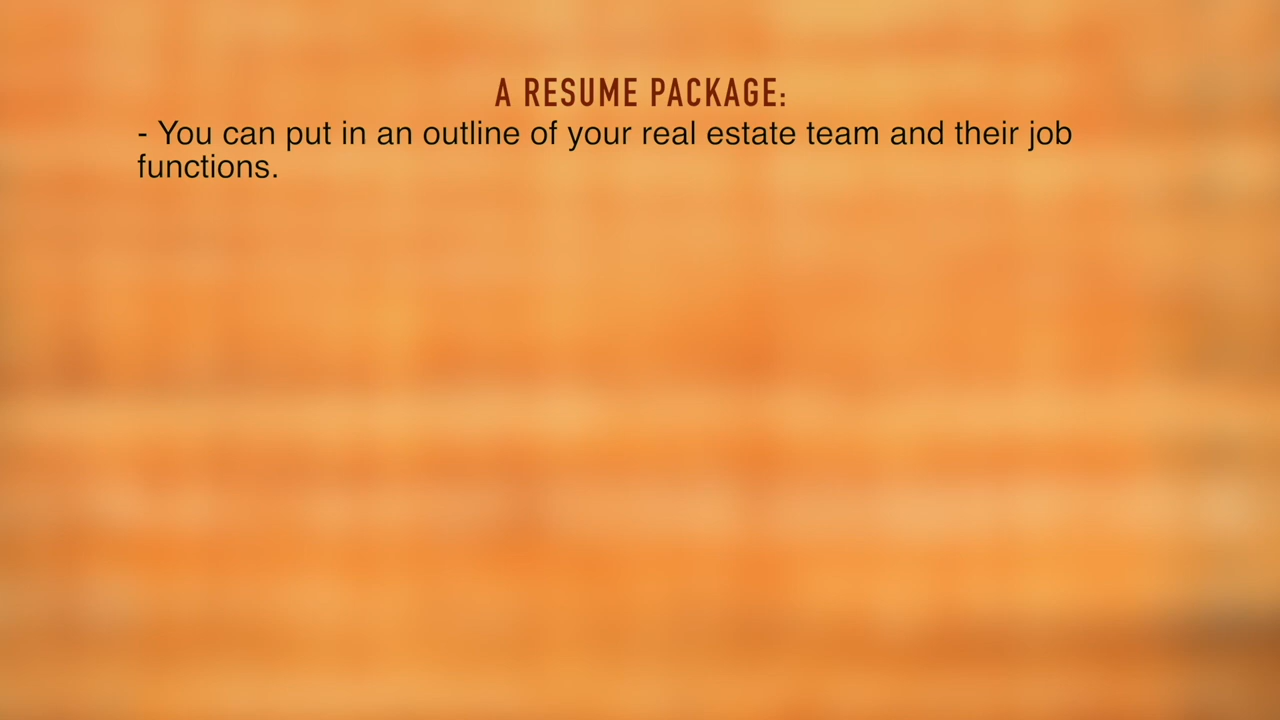 A RESUME PACKAGE:
- You can put in an outline of your real estate team and their job
functions.